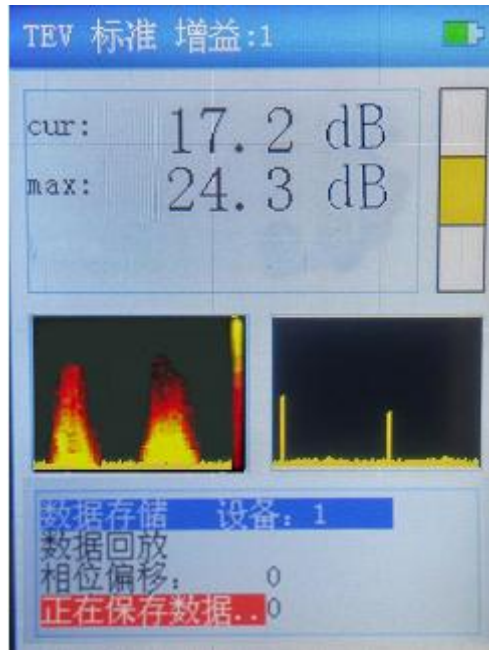 TEV 标准 增益:1
cur: 17.2 dB
max: 24.3 dB
数据存储 设备: 1
数据回放
相位偏移: 0
正在保存数据..0